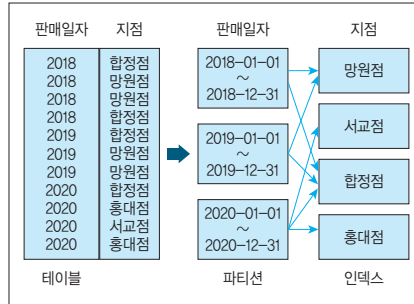 판매일자 지점
2018 합정점
2018 망원점
2018 망원점
2018 합정점
2019 합정점
2019 망원점
2019 망원점
2020 합정점
2020 홍대점
2020 서교점
2020 홍대점
테이블
판매일자
2018-01-01
~
2018-12-31
2019-01-01
~
2019-12-31
2020-01-01
~
2020-12-31
파티션
지점
망원점
서교점
합정점
홍대점
인덱스